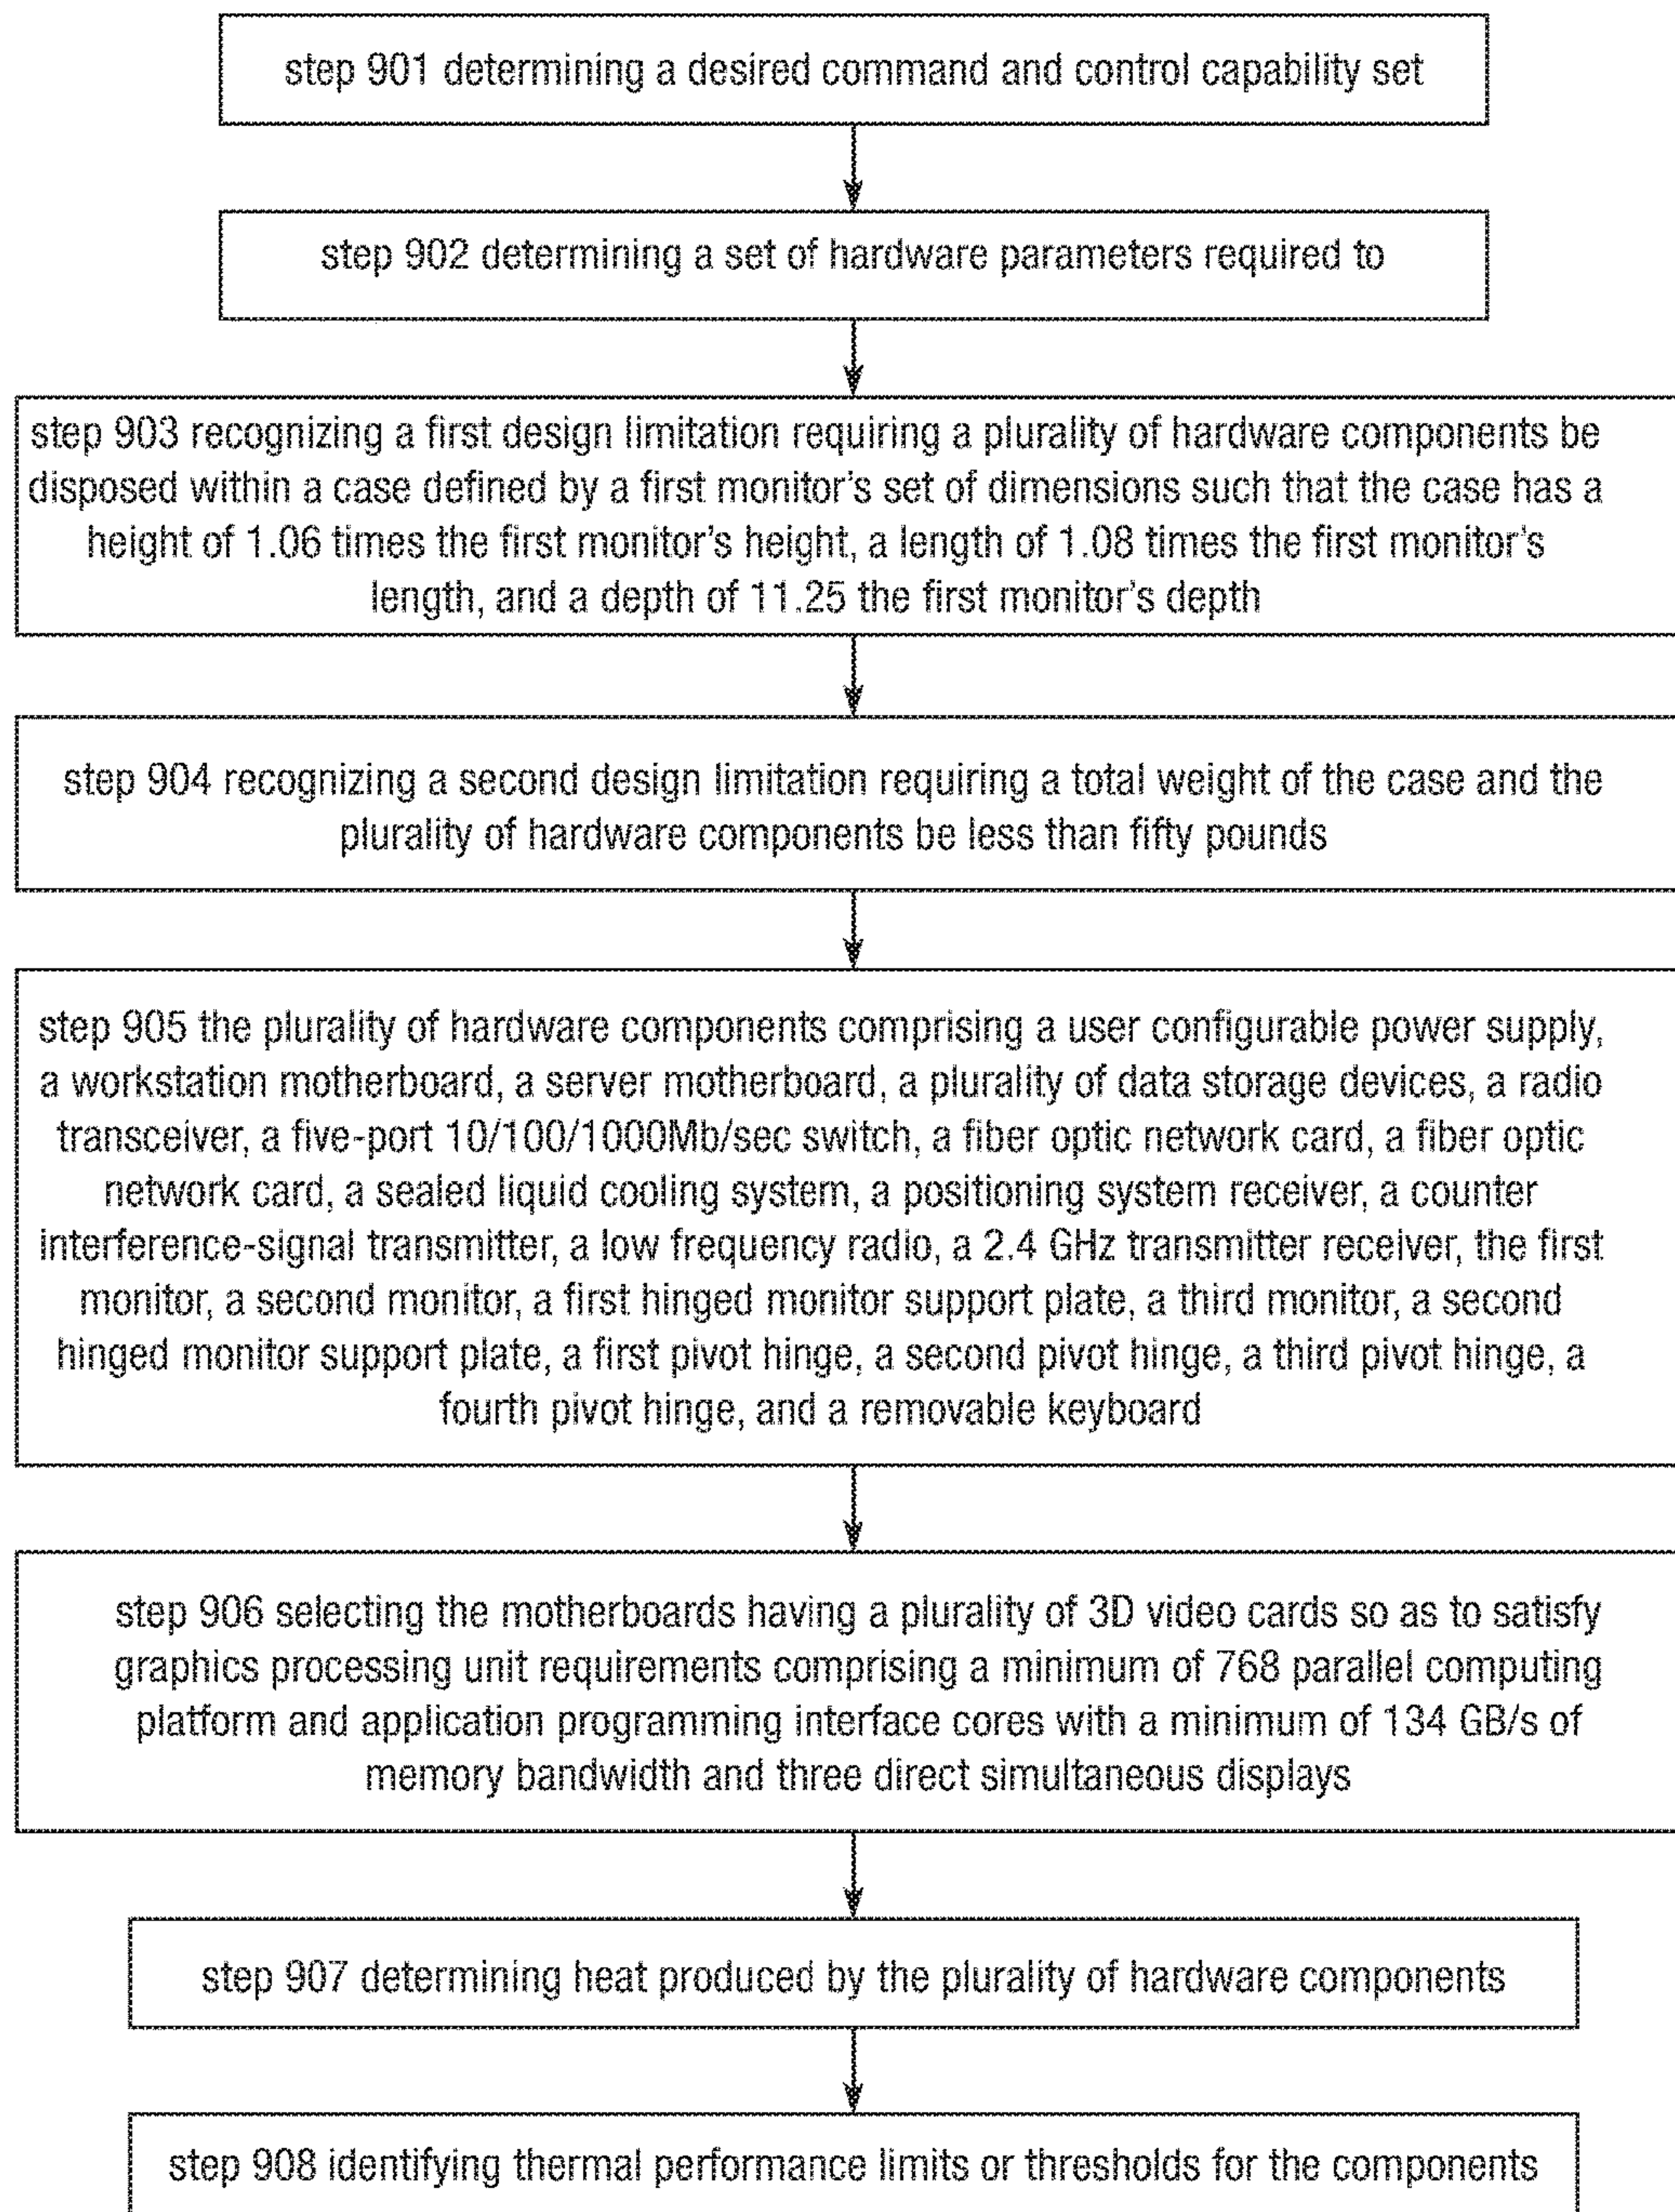 step 901 determining a desired command and control capability set
step 902 determining a set of hardware parameters required to
step 903 recognizing a first design limitation requiring a plurality of hardware components be
disposed within a case defined by a first monitor's set of dimensions such that the case has a
height of 1.06 times the first monitor's height, a length of 1.08 times the first monitor's
length, and a depth of 11.25 the first monitor's depth
step 904 recognizing a second design limitation requiring a total weight of the case and the
plurality of hardware components be less than fifty pounds
step 905 the plurality of hardware components comprising a user configurable power supply,
a workstation motherboard, a server motherboard, a plurality of data storage devices, a radio
transceiver, a five-port 10/100/1000Mb/sec switch, a fiber optic network card, a fiber optic
network card, a sealed liquid cooling system, a positioning system receiver, a counter
interference-signal transmitter, a low frequency radio, a 2.4 GHz transmitter receiver, the first
monitor, a second monitor, a first hinged monitor support plate, a third monitor, a second
hinged monitor support plate, a first pivot hinge, a second pivot hinge, a third pivot hinge, a
fourth pivot hinge, and a removable keyboard
step 906 selecting the motherboards having a plurality of 3D video cards so as to satisfy
graphics processing unit requirements comprising a minimum of 768 parallel computing
platform and application programming interface cores with a minimum of 134 GB/s of
memory bandwidth and three direct simultaneous displays
step 907 determining heat produced by the plurality of hardware components
step 908 identifying thermal performance limits or thresholds for the components